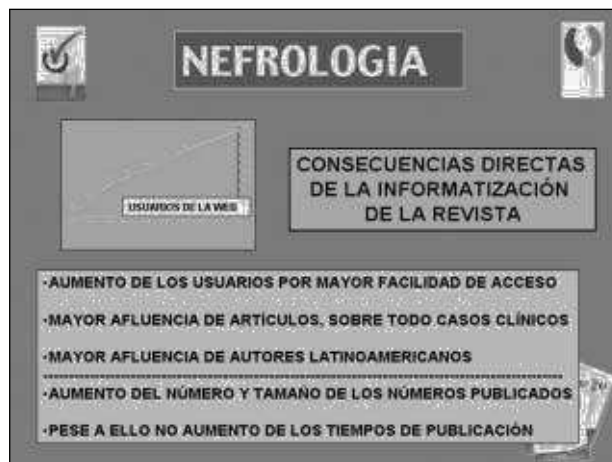 NEFROLOGIA
USUARIOS DE LA WEB
CONSECUENCIAS DIRECTAS
DE LA INFORMATIZACIÓN
DE LA REVISTA
•AUMENTO DE LOS USUARIOS POR MAYOR FACILIDAD DE ACCESO
•MAYOR AFLUENCIA DE ARTÍCULOS, SOBRE TODO CASOS CLÍNICOS
•MAYOR AFLUENCIA DE AUTORES LATINOAMERICANOS
•AUMENTO DEL NÚMERO Y TAMAÑO DE LOS NÚMEROS PUBLICADOS
•PESE A ELLO NO AUMENTO DE LOS TIEMPOS DE PUBLICACIÓN